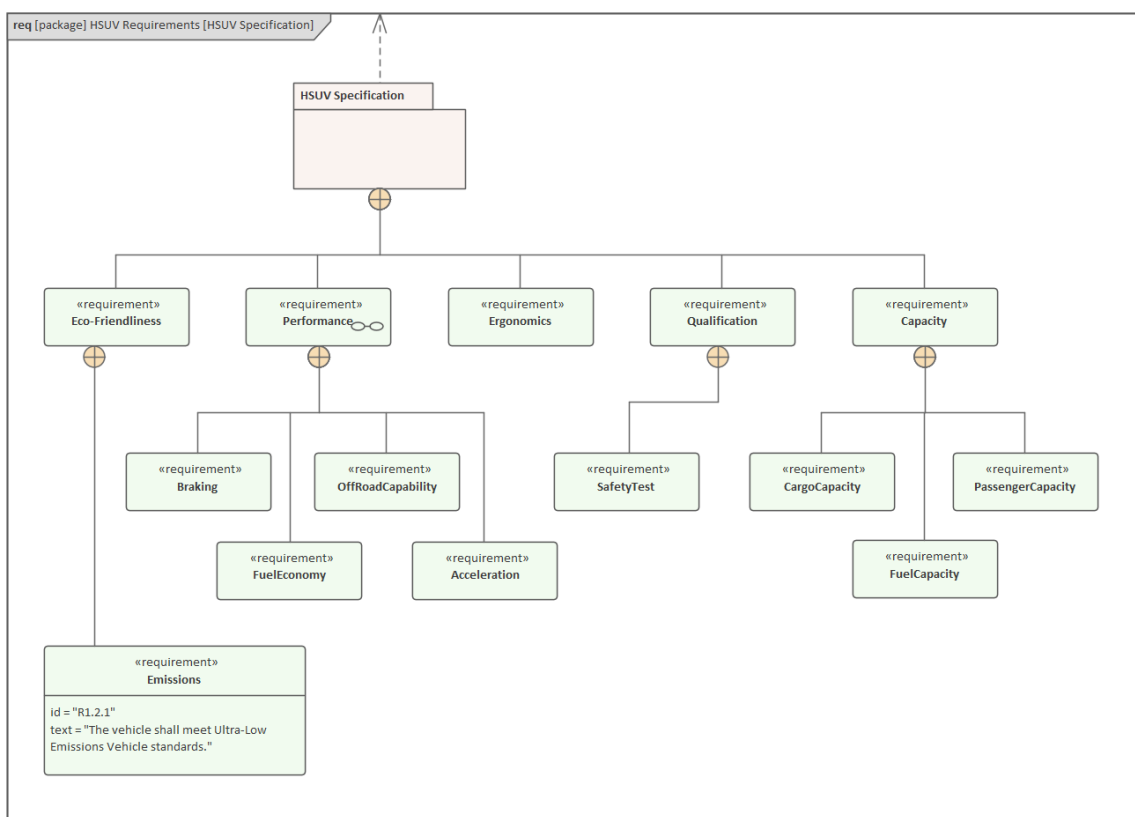 req [package] HSUV Requirements [HSUV Specification]
HSUV Specification
«requirement»
Eco-Friendliness
«requirement»
Performance
«requirement»
Ergonomics
«requirement»
Qualification
«requirement»
Capacity
«requirement»
Braking
«requirement»
OffRoadCapability
«requirement»
SafetyTest
«requirement»
CargoCapacity
«requirement»
PassengerCapacity
«requirement»
FuelEconomy
«requirement»
Acceleration
«requirement»
FuelCapacity
«requirement»
Emissions
id = "R1.2.1"
text = "The vehicle shall meet Ultra-Low
Emissions Vehicle standards."